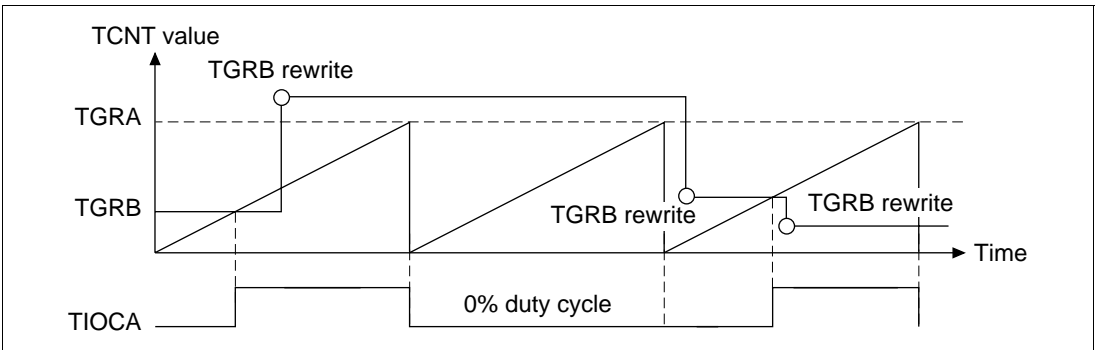 TCNT value
TGRB rewrite
TGRA
TGRB
TGRB rewrite
TGRB rewrite
Time
0% duty cycle
TIOCA